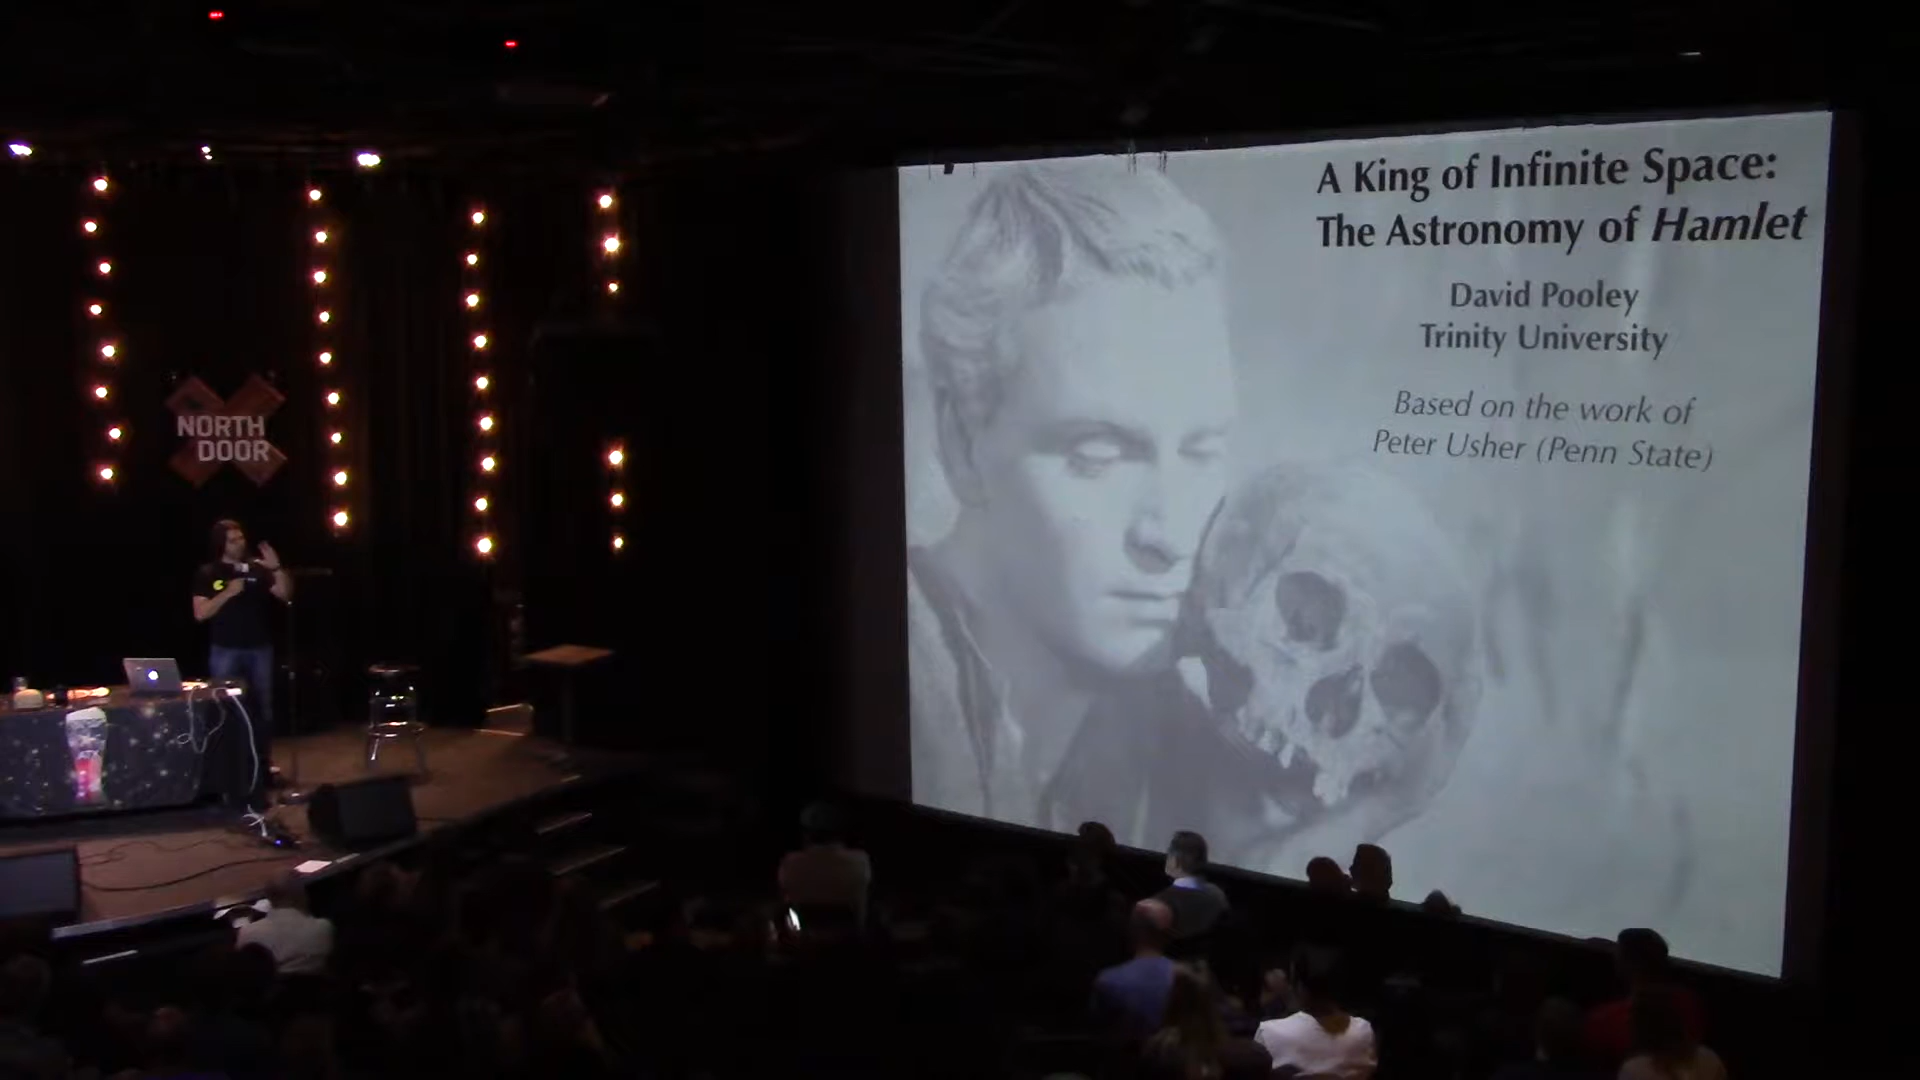 NORTH
DOOR
A King of Infinite Space:
The Astronomy of Hamlet
David Pooley
Trinity University
Based on the work of
Peter Usher (Penn State)